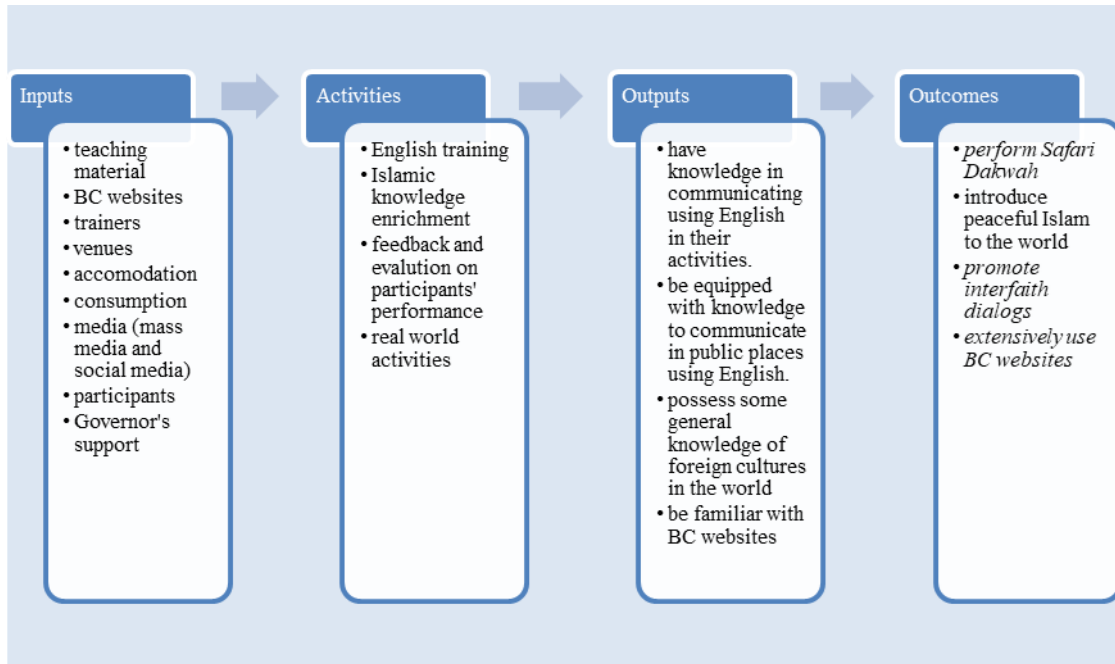 Inputs
• teaching
material
• BC websites
• trainers
• venues
• accomodation
• consumption
• media (mass
media and
social media)
• participants
• Governor's
support
Activities
• English training
• Islamic
knowledge
enrichment
• feedback and
evalution on
participants'
performance
• real world
activities
Outputs
• have
knowledge in
communicating
using English
in their
activities.
• be equipped
with knowledge
to communicate
in public places
using English.
• possess some
general
knowledge of
foreign cultures
in the world
• be familiar with
BC websites
Outcomes
• perform Safari
Dakwah
• introduce
peaceful Islam
to the world
• promote
interfaith
dialogs
• extensively use
BC websites